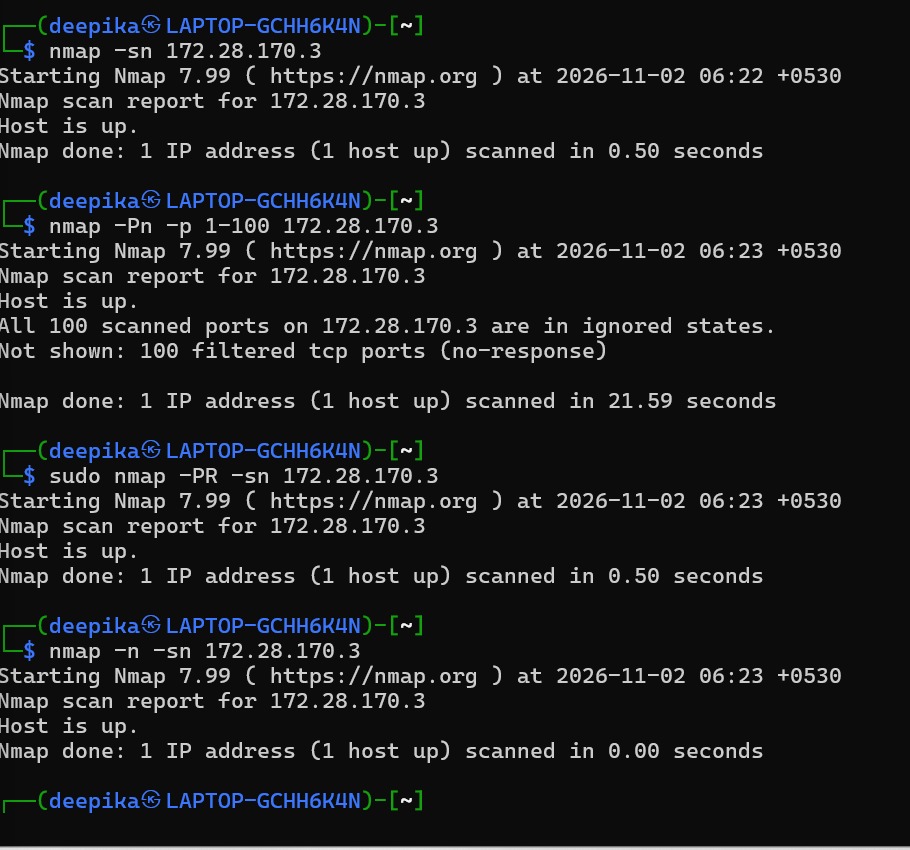 ┌──(deepika㉿LAPTOP-GCHH6K4N)-[~]
└─$ nmap -sn 172.28.170.3
Starting Nmap 7.99 ( https://nmap.org ) at 2026-11-02 06:22 +0530
Nmap scan report for 172.28.170.3
Host is up.
Nmap done: 1 IP address (1 host up) scanned in 0.50 seconds
┌──(deepika㉿LAPTOP-GCHH6K4N)-[~]
└─$ nmap -Pn -p 1-100 172.28.170.3
Starting Nmap 7.99 ( https://nmap.org ) at 2026-11-02 06:23 +0530
Nmap scan report for 172.28.170.3
Host is up.
All 100 scanned ports on 172.28.170.3 are in ignored states.
Not shown: 100 filtered tcp ports (no-response)
Nmap done: 1 IP address (1 host up) scanned in 21.59 seconds
┌──(deepika㉿LAPTOP-GCHH6K4N)-[~]
└─$ sudo nmap -PR -sn 172.28.170.3
Starting Nmap 7.99 ( https://nmap.org ) at 2026-11-02 06:23 +0530
Nmap scan report for 172.28.170.3
Host is up.
Nmap done: 1 IP address (1 host up) scanned in 0.50 seconds
┌──(deepika㉿LAPTOP-GCHH6K4N)-[~]
└─$ nmap -n -sn 172.28.170.3
Starting Nmap 7.99 ( https://nmap.org ) at 2026-11-02 06:23 +0530
Nmap scan report for 172.28.170.3
Host is up.
Nmap done: 1 IP address (1 host up) scanned in 0.00 seconds
┌──(deepika㉿LAPTOP-GCHH6K4N)-[~]